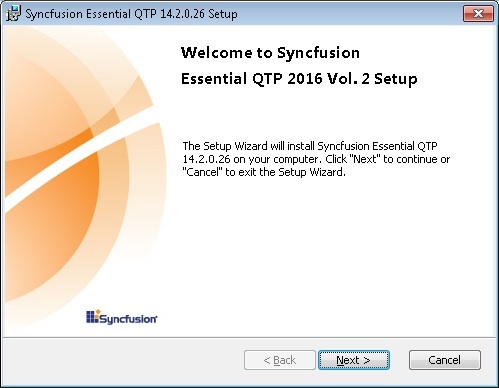 Syncfusion Essential QTP 14.2.0.26 Setup
Welcome to Syncfusion
Essential QTP 2016 Vol. 2 Setup
The Setup Wizard will install Syncfusion Essential QTP
14.2.0.26 on your computer. Click "Next" to continue or
"Cancel" to exit the Setup Wizard.
Syncfusion®
< Back
Next >
Cancel